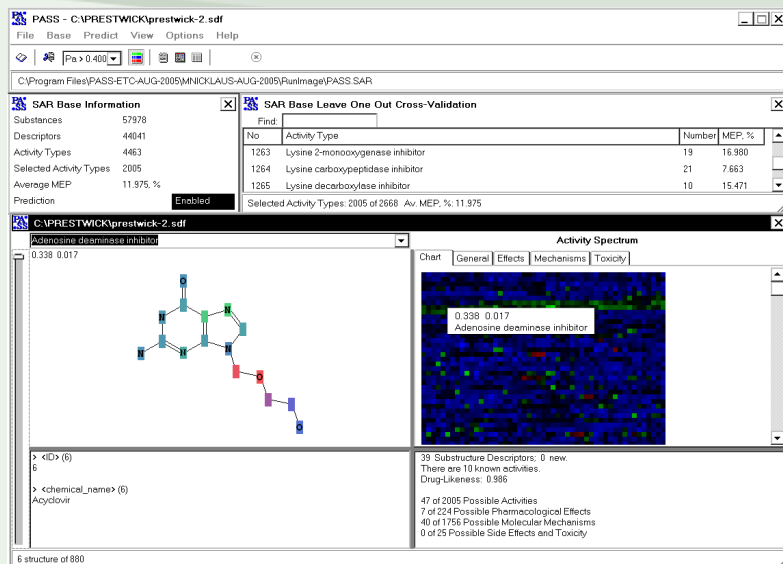 PASS - C:\PRESTWICK\prestwick-2.sdf
File Base Predict View Options Help
Pa > 0.400
C:\Program Files\PASS-ETC-AUG-2005\MNICKLAUS-AUG-2005\RunImage\PASS.SAR
SAR Base Information
Substances 57978
Descriptors 44041
Activity Types 4463
Selected Activity Types 2005
Average MEP 11.975, %
Prediction Enabled
SAR Base Leave One Out Cross-Validation
Find:
No Activity Type Number MEP, %
1263 Lysine 2-monooxygenase inhibitor 19 16.980
1264 Lysine carboxypeptidase inhibitor 21 7.663
1265 Lysine decarboxylase inhibitor 10 15.471
Selected Activity Types: 2005 of 2668 Av. MEP, %: 11.975
C:\PRESTWICK\prestwick-2.sdf
Adenosine deaminase inhibitor
0.338 0.017
O
N
N
N
N
N
O
O
Activity Spectrum
Chart General Effects Mechanisms Toxicity
0.338 0.017
Adenosine deaminase inhibitor
> <ID> (6)
6
> <chemical_name> (6)
Acyclovir
39 Substructure Descriptors; 0 new.
There are 10 known activities.
Drug-Likeness: 0.986
47 of 2005 Possible Activities
7 of 224 Possible Pharmacological Effects
40 of 1756 Possible Molecular Mechanisms
0 of 25 Possible Side Effects and Toxicity
6 structure of 880